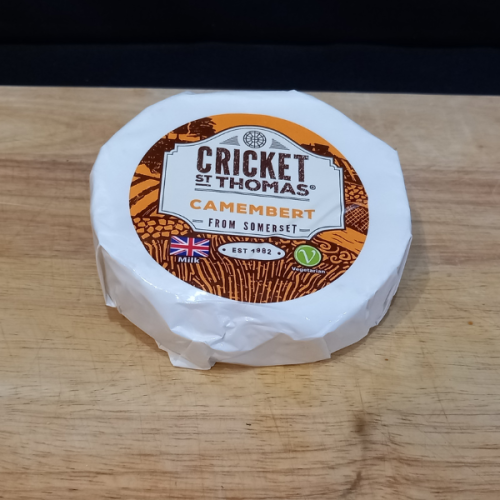 CRICKET
ST THOMAS®
CAMEMBERT
FROM SOMERSET
EST 1982
Milk
V
Vegetarian